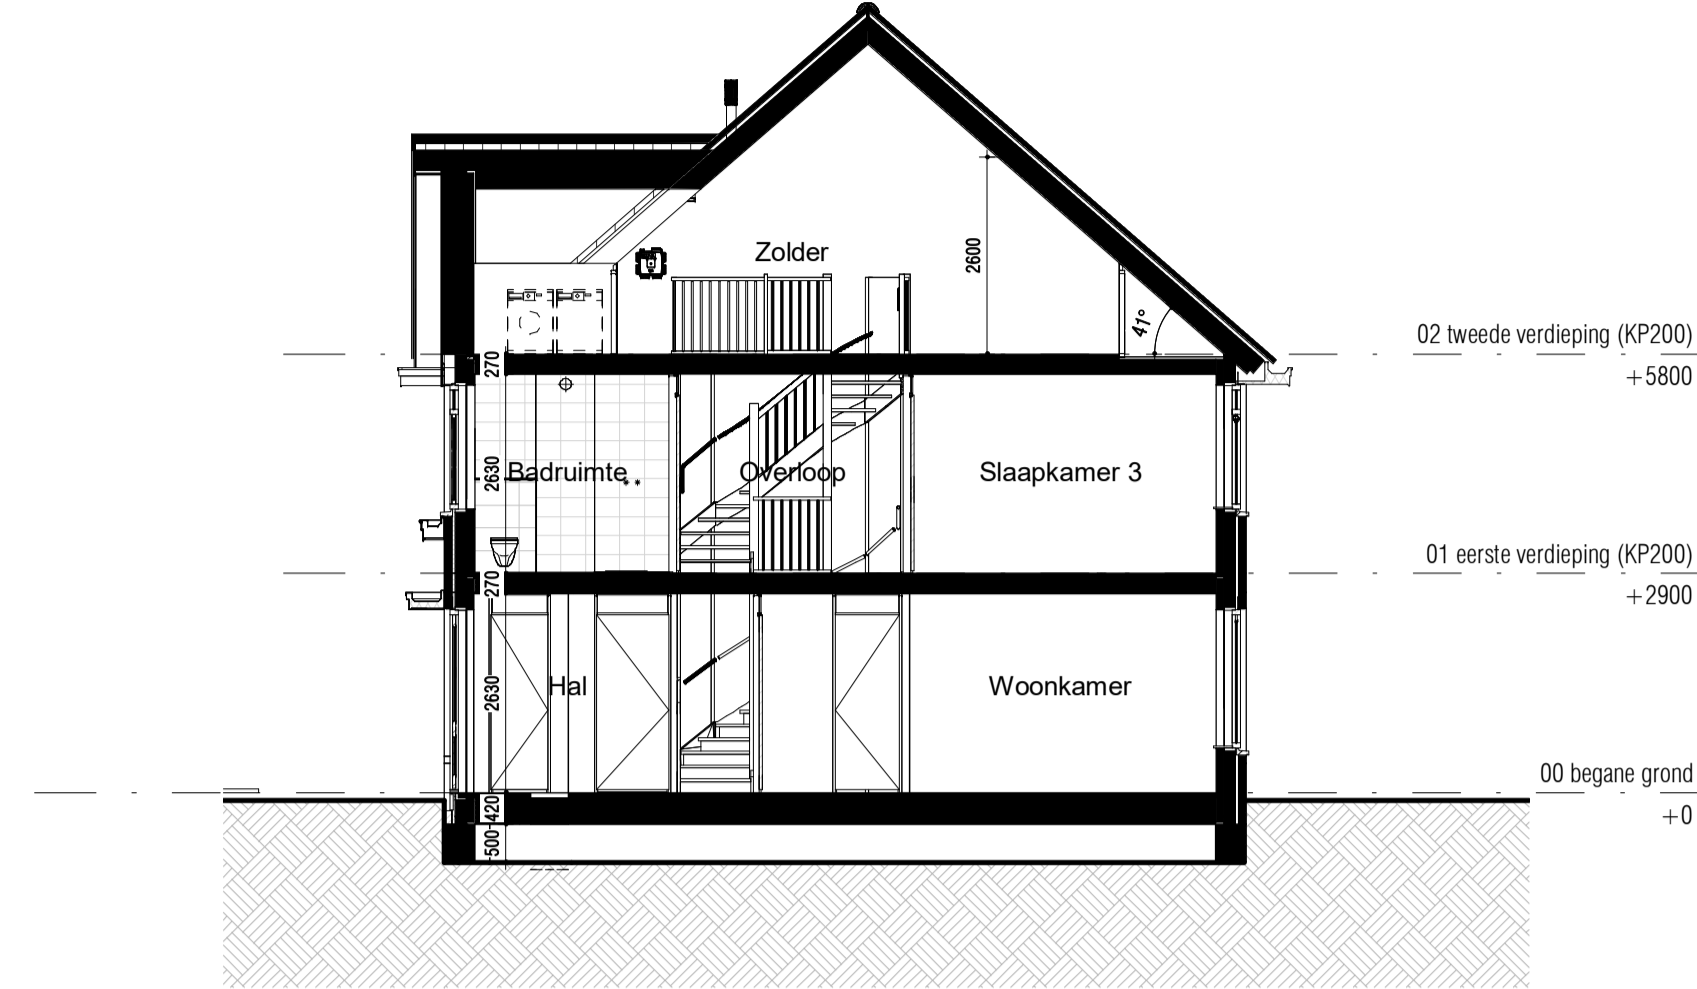 Zolder
2600
41°
02 tweede verdieping (KP200)
+5800
270
2630
Badruimte
Overloop
Slaapkamer 3
01 eerste verdieping (KP200)
+2900
270
2630
Hal
Woonkamer
00 begane grond
+0
420
500